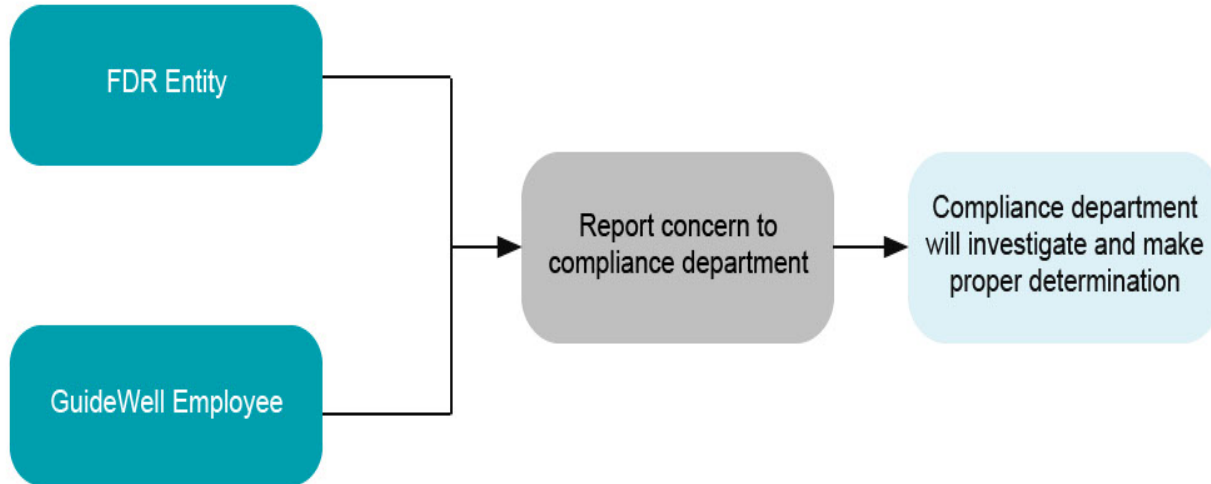 FDR Entity
GuideWell Employee
Report concern to
compliance department
Compliance department
will investigate and make
proper determination